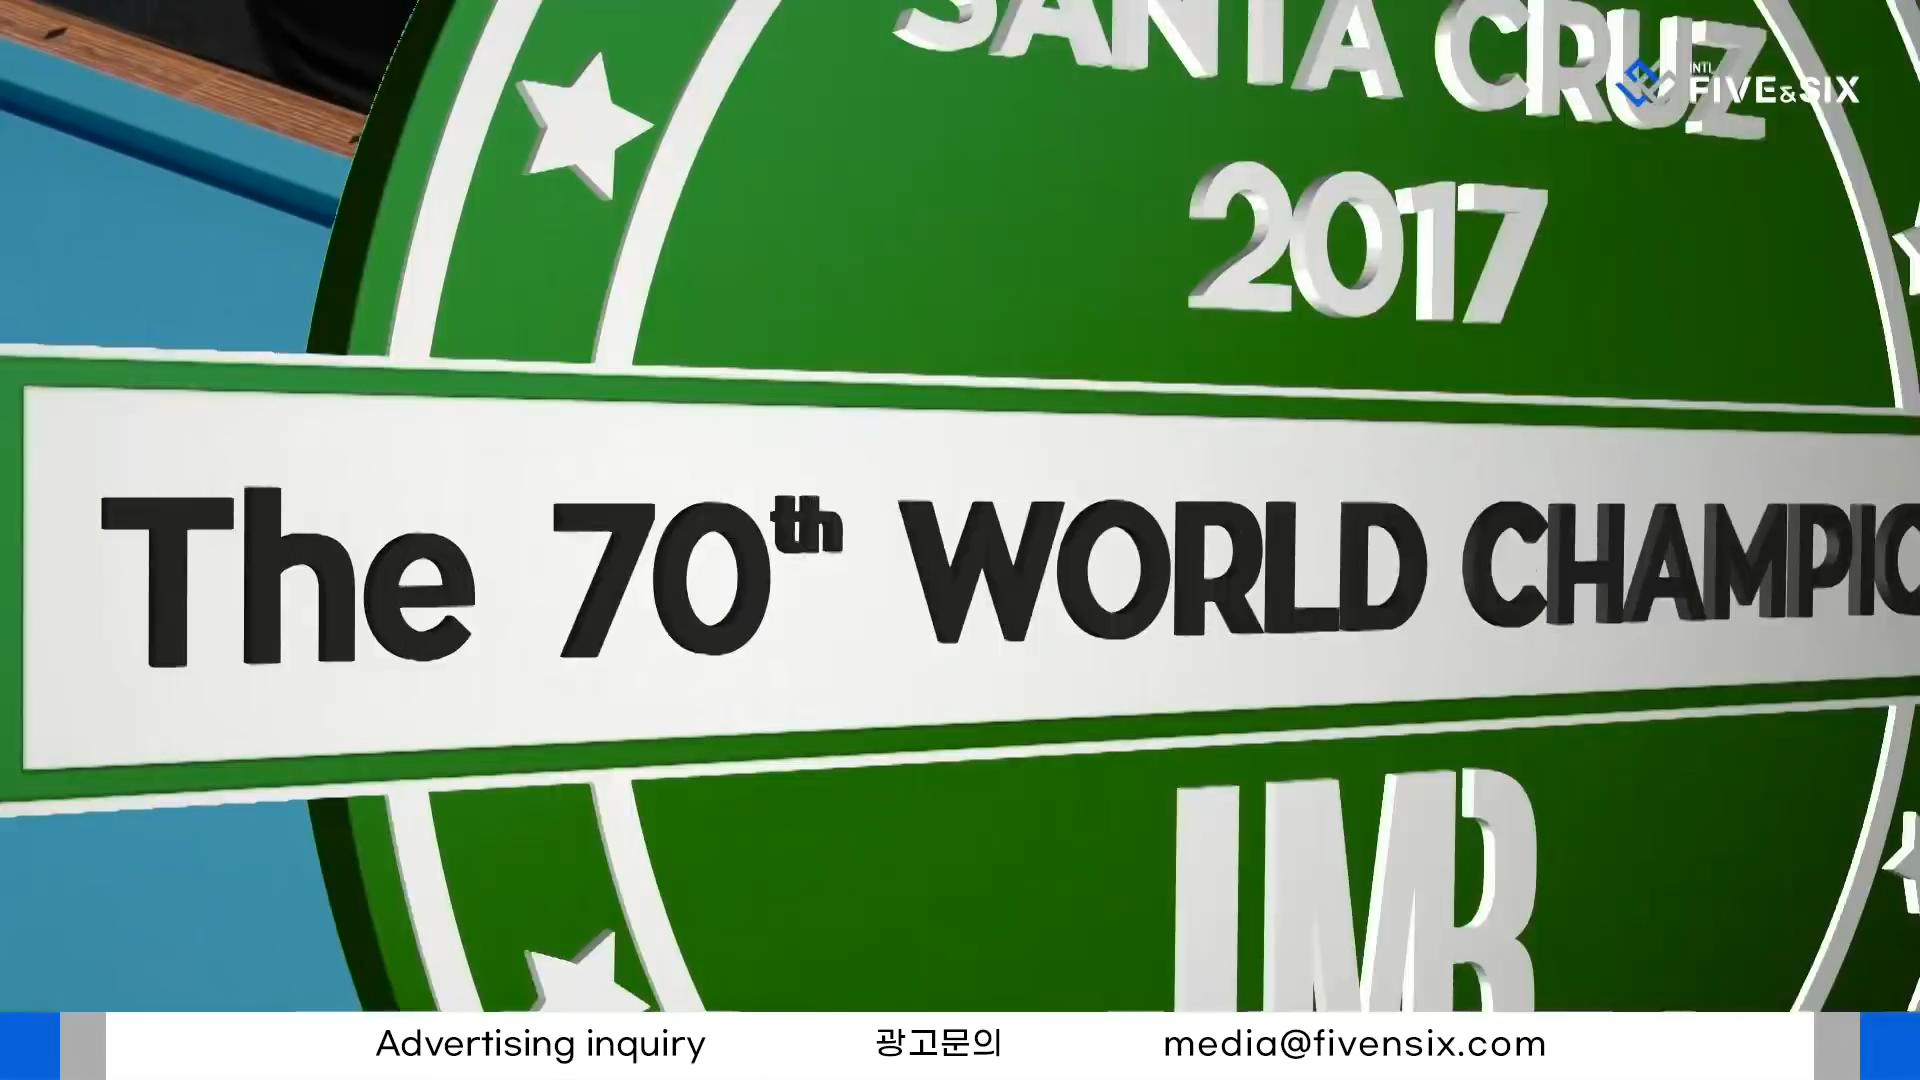 SANTA CRUZ
INTL
FIVE&SIX
2017
The 70th WORLD CHAMPIO
UMB
Advertising inquiry 광고문의 media@fivensix.com